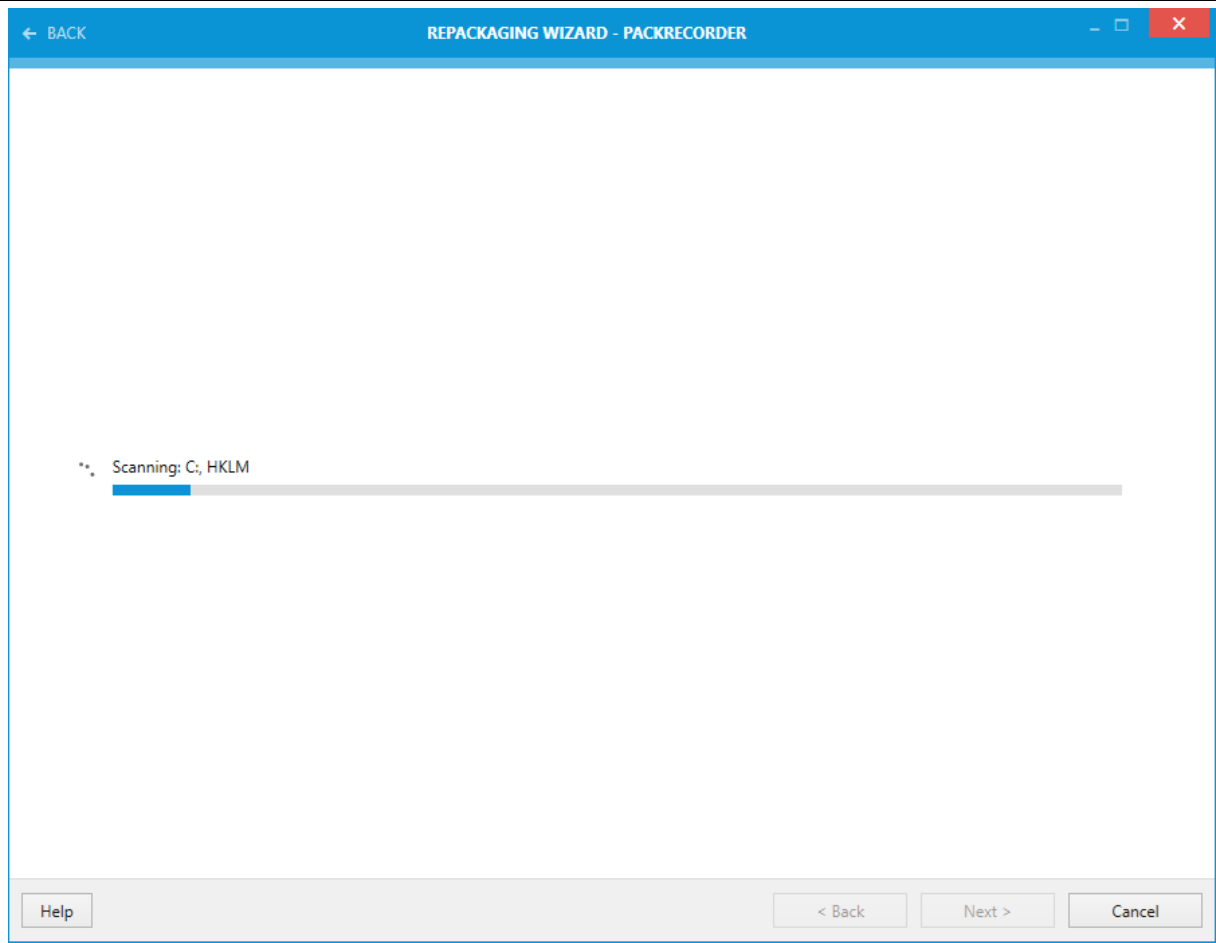 ← BACK
REPACKAGING WIZARD - PACKRECORDER
Scanning: C:, HKLM
Help
< Back
Next >
Cancel